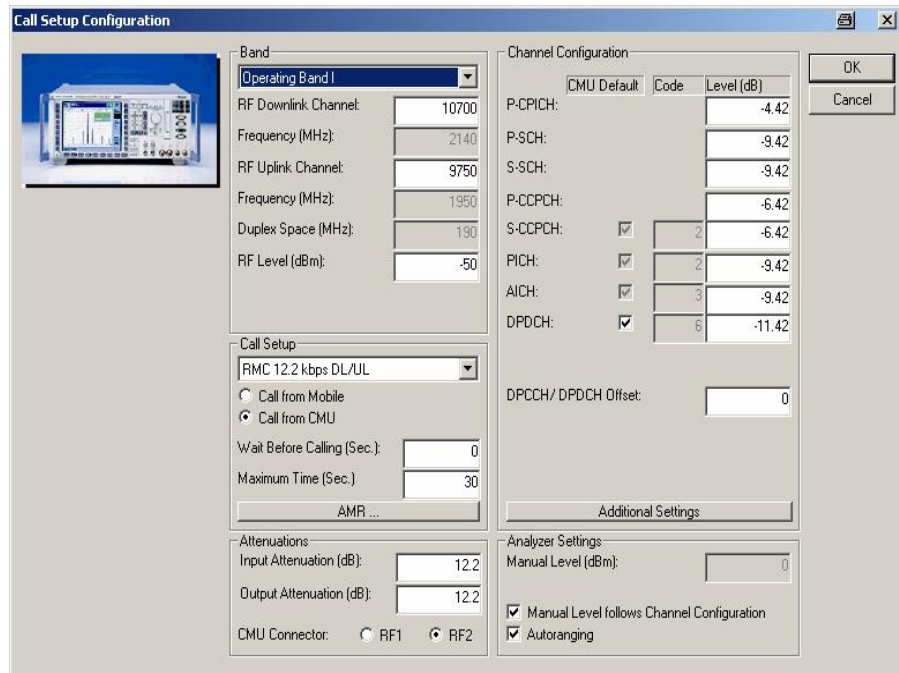 Call Setup Configuration
Band
Operating Band I
RF Downlink Channel: 10700
Frequency (MHz): 2140
RF Uplink Channel: 9750
Frequency (MHz): 1950
Duplex Space (MHz): 190
RF Level (dBm): -50
Call Setup
RMC 12.2 kbps DL/UL
Call from Mobile
Call from CMU
Wait Before Calling (Sec.): 0
Maximum Time (Sec.) 30
AMR ...
Attenuations
Input Attenuation (dB): 12.2
Output Attenuation (dB): 12.2
CMU Connector: RF1 RF2
Channel Configuration
CMU Default Code Level (dB)
P-CPICH: -4.42
P-SCH: -9.42
S-SCH: -9.42
P-CCPCH: -6.42
S-CCPCH: 2 -6.42
PICH: 2 -9.42
AICH: 3 -9.42
DPDCH: 6 -11.42
DPCCH/ DPDCH Offset: 0
Additional Settings
Analyzer Settings
Manual Level (dBm): 0
Manual Level follows Channel Configuration
Autoranging
OK
Cancel